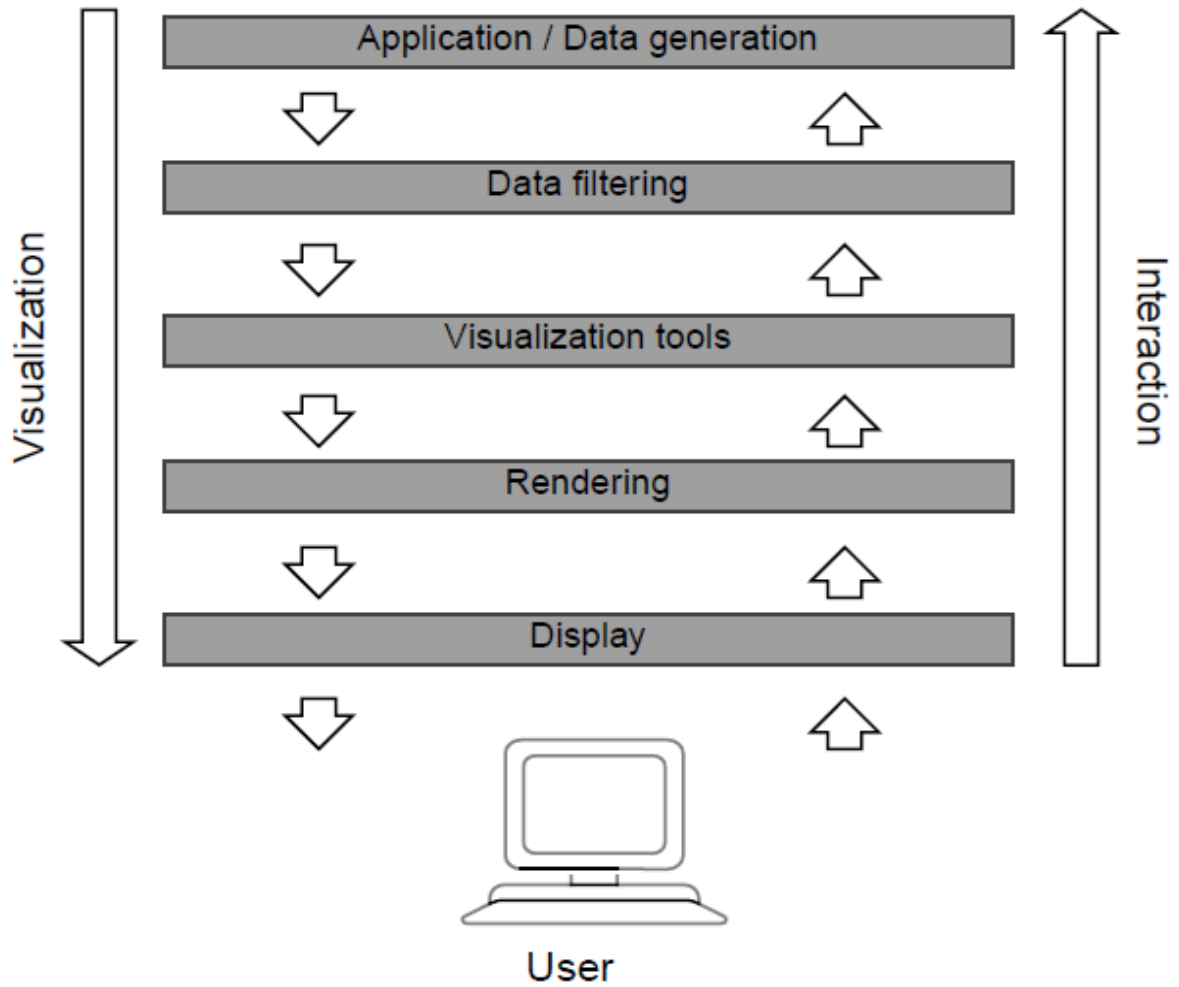 Application / Data generation
Data filtering
Visualization
Interaction
Visualization tools
Rendering
Display
User